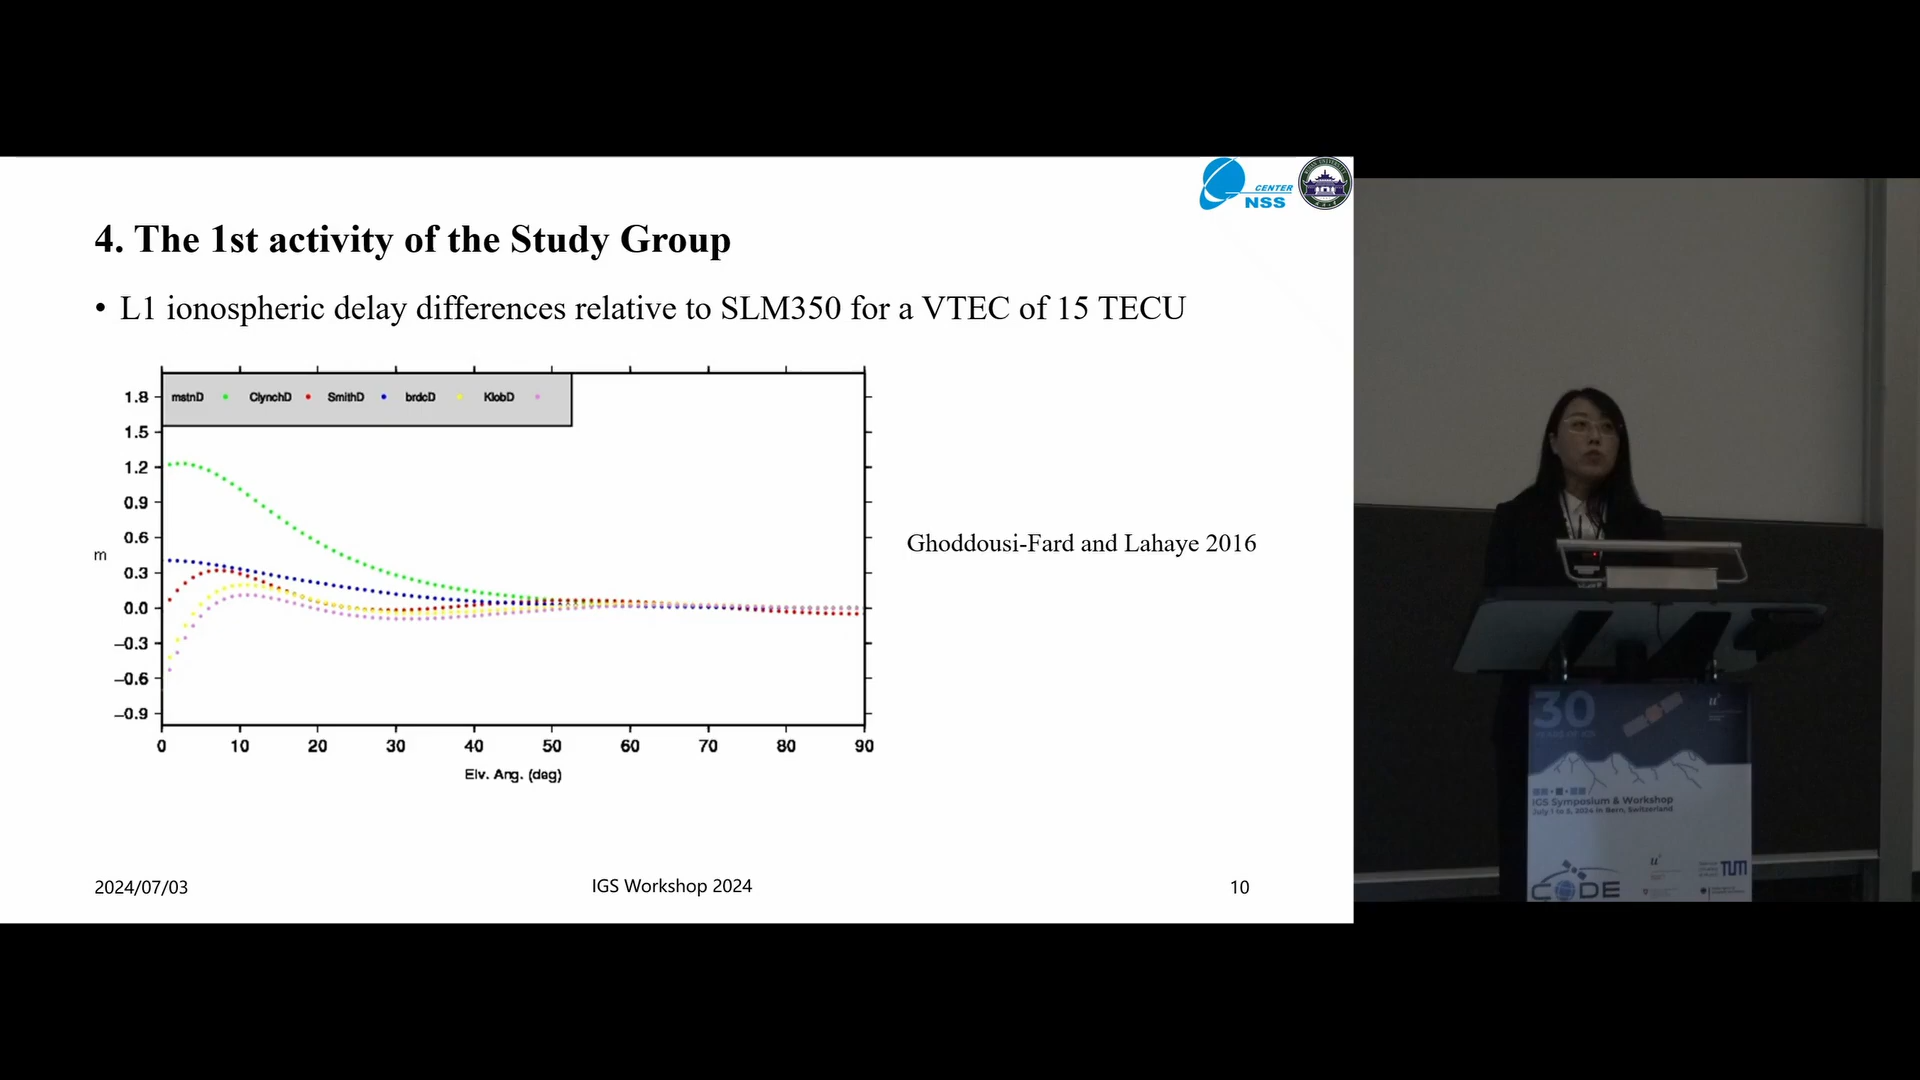 CENTER
NSS
4. The 1st activity of the Study Group
• L1 ionospheric delay differences relative to SLM350 for a VTEC of 15 TECU
mstnD ClynchD SmithD brdcD KlobD
1.8
1.5
1.2
0.9
0.6
0.3
0.0
−0.3
−0.6
−0.9
m
0 10 20 30 40 50 60 70 80 90
Elv. Ang. (deg)
Ghoddousi-Fard and Lahaye 2016
2024/07/03
IGS Workshop 2024
10
30
YEARS OF IGS
IGS Symposium & Workshop
July 1 to 5, 2024 in Bern, Switzerland
CODE
TUM